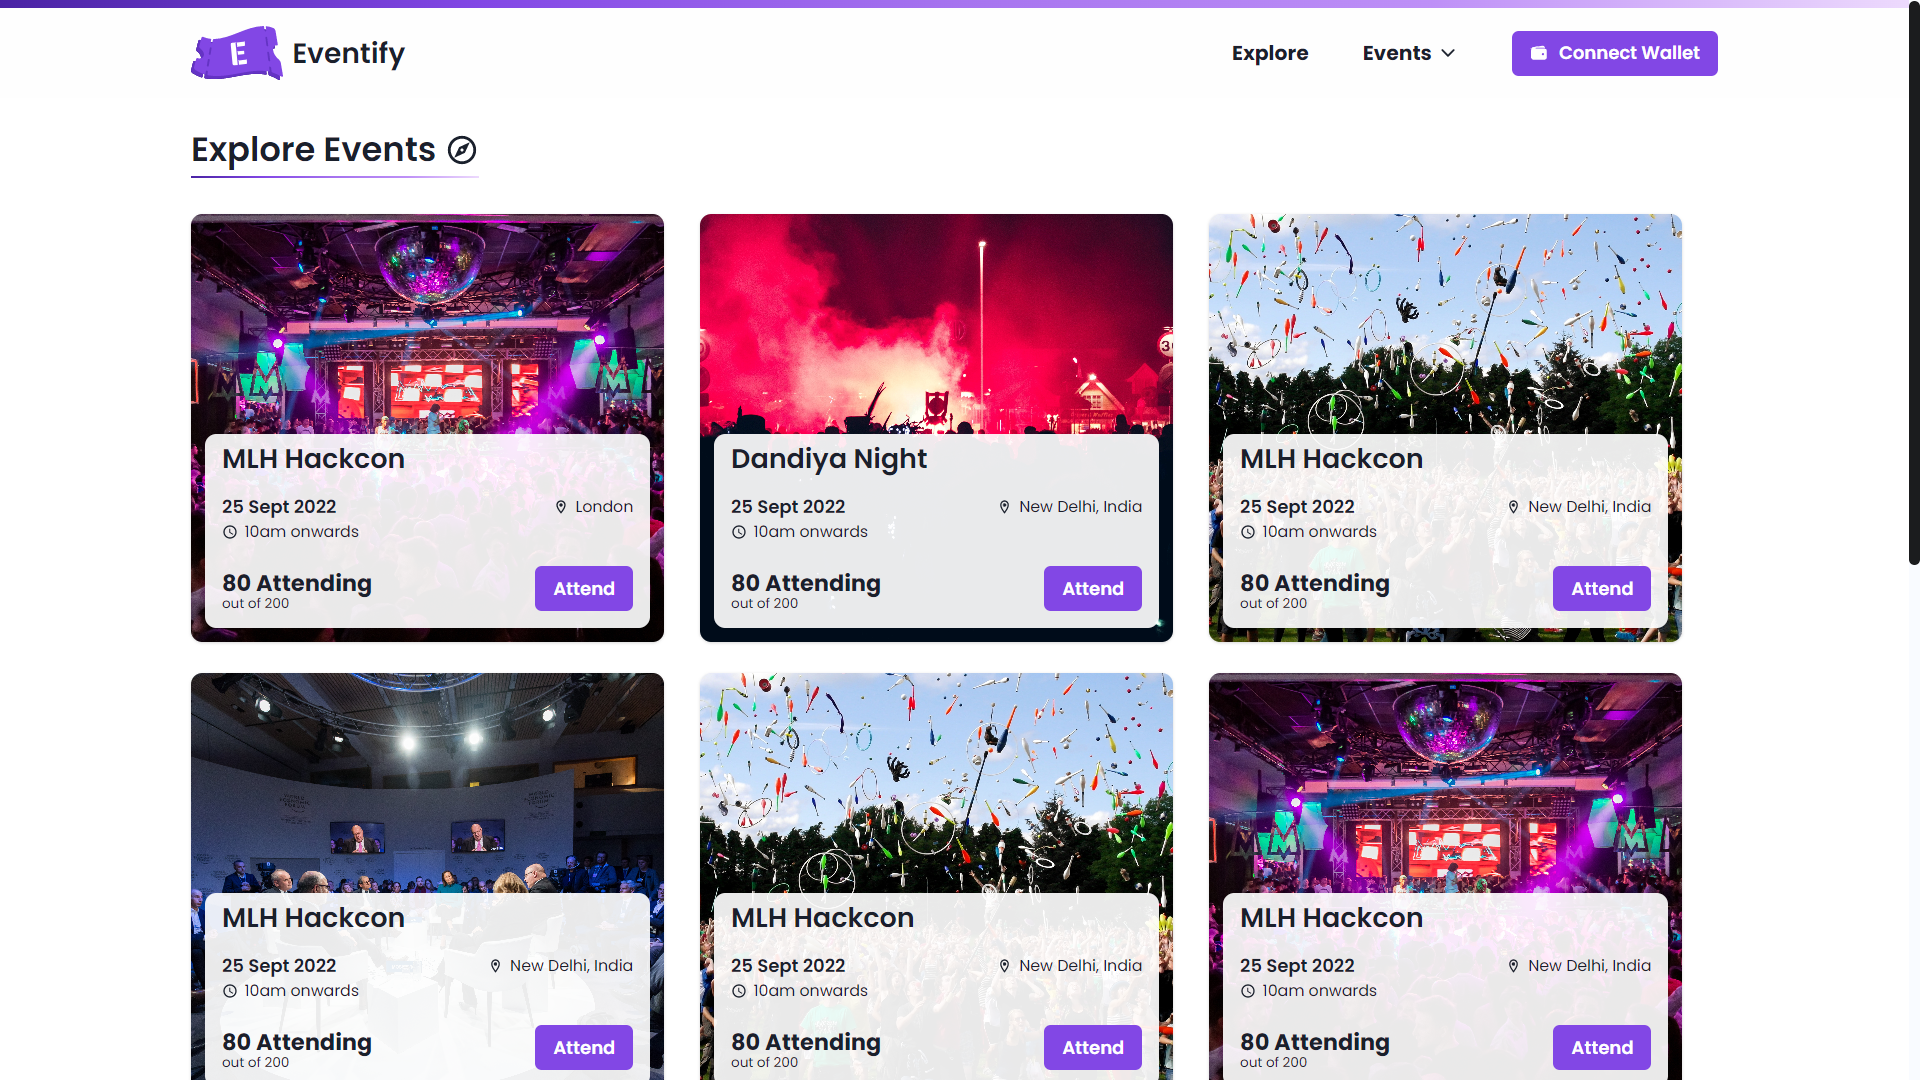 E Eventify
Explore
Events
Connect Wallet
Explore Events
MLH Hackcon
25 Sept 2022
London
10am onwards
80 Attending
out of 200
Attend
Dandiya Night
25 Sept 2022
New Delhi, India
10am onwards
80 Attending
out of 200
Attend
MLH Hackcon
25 Sept 2022
New Delhi, India
10am onwards
80 Attending
out of 200
Attend
MLH Hackcon
25 Sept 2022
New Delhi, India
10am onwards
80 Attending
out of 200
Attend
MLH Hackcon
25 Sept 2022
New Delhi, India
10am onwards
80 Attending
out of 200
Attend
MLH Hackcon
25 Sept 2022
New Delhi, India
10am onwards
80 Attending
out of 200
Attend